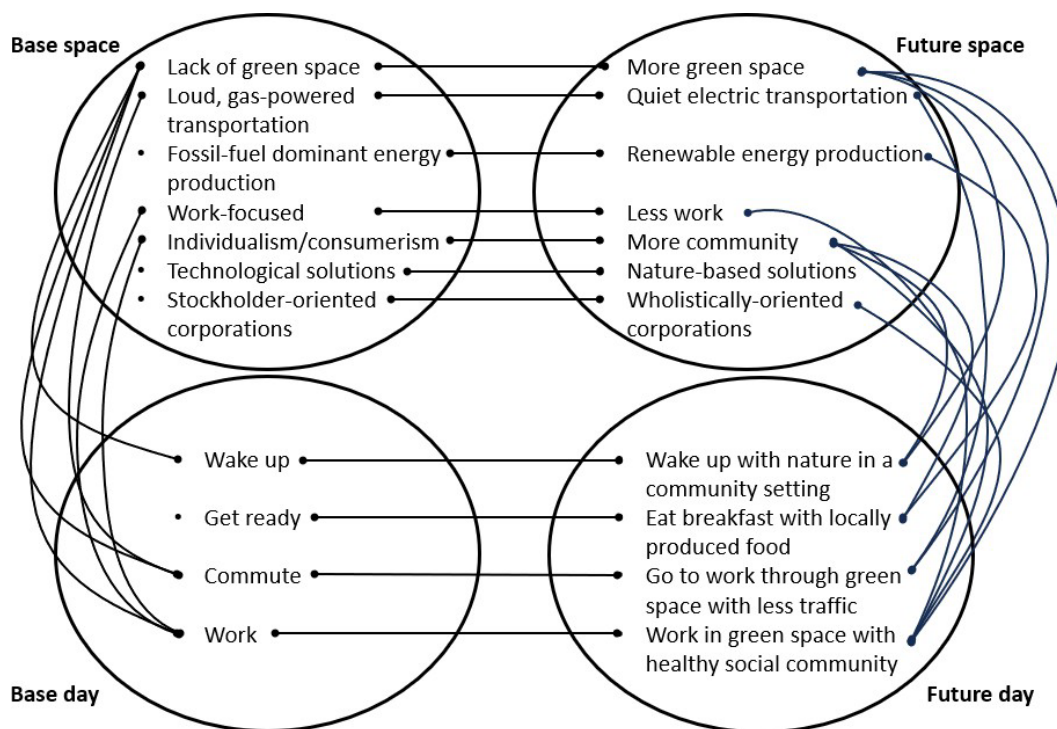 Base space
Lack of green space
Loud, gas-powered
transportation
Fossil-fuel dominant energy
production
Work-focused
Individualism/consumerism
Technological solutions
Stockholder-oriented
corporations
Future space
More green space
Quiet electric transportation
Renewable energy production
Less work
More community
Nature-based solutions
Wholistically-oriented
corporations
Wake up
Get ready
Commute
Work
Base day
Wake up with nature in a
community setting
Eat breakfast with locally
produced food
Go to work through green
space with less traffic
Work in green space with
healthy social community
Future day